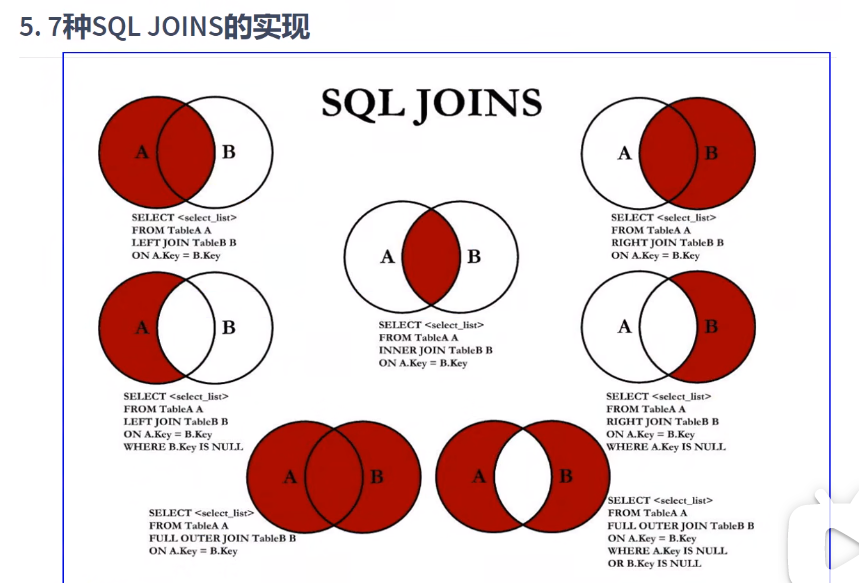 5. 7种SQL JOINS的实现
SQL JOINS
A B
SELECT <select_list>
FROM TableA A
LEFT JOIN TableB B
ON A.Key = B.Key
A B
SELECT <select_list>
FROM TableA A
RIGHT JOIN TableB B
ON A.Key = B.Key
A B
SELECT <select_list>
FROM TableA A
INNER JOIN TableB B
ON A.Key = B.Key
A B
SELECT <select_list>
FROM TableA A
LEFT JOIN TableB B
ON A.Key = B.Key
WHERE B.Key IS NULL
A B
SELECT <select_list>
FROM TableA A
RIGHT JOIN TableB B
ON A.Key = B.Key
WHERE A.Key IS NULL
A B
SELECT <select_list>
FROM TableA A
FULL OUTER JOIN TableB B
ON A.Key = B.Key
A B
SELECT <select_list>
FROM TableA A
FULL OUTER JOIN TableB B
ON A.Key = B.Key
WHERE A.Key IS NULL
OR B.Key IS NULL